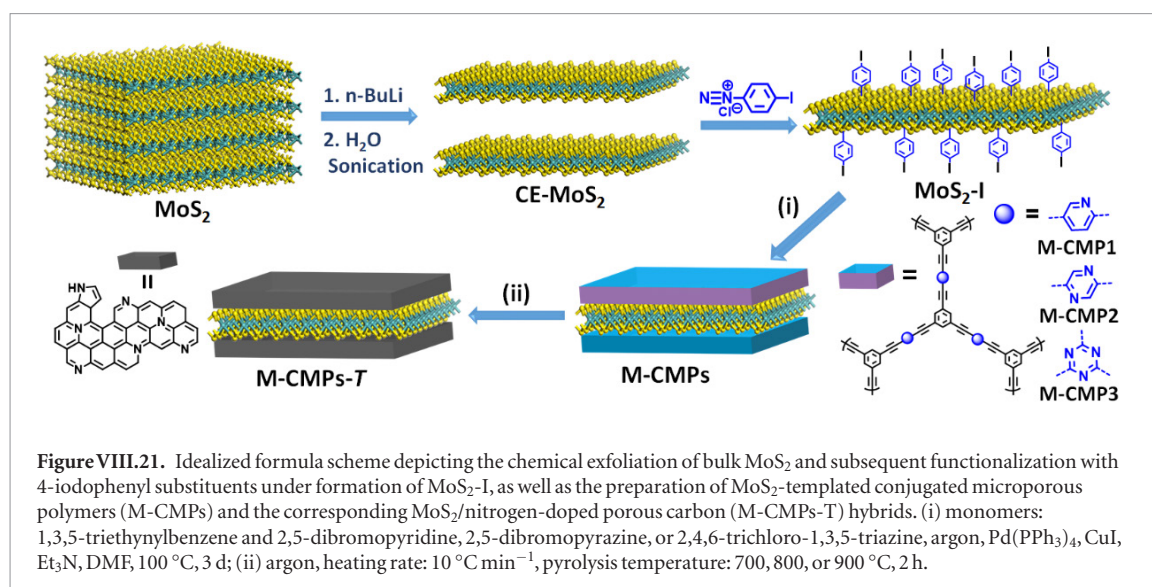 1. n-BuLi
2. H₂O
Sonication
MoS₂
CE-MoS₂
N≡N⁺
Cl⁻
I
I I I I I I
I I I I I
MoS₂-I
(i)
= N
M-CMP1
N
N
M-CMP2
N N
N
M-CMP3
=
M-CMPs
(ii)
M-CMPs-T
=
HN N
N N
N N N
Figure VIII.21. Idealized formula scheme depicting the chemical exfoliation of bulk MoS₂ and subsequent functionalization with
4-iodophenyl substituents under formation of MoS₂-I, as well as the preparation of MoS₂-templated conjugated microporous
polymers (M-CMPs) and the corresponding MoS₂/nitrogen-doped porous carbon (M-CMPs-T) hybrids. (i) monomers:
1,3,5-triethynylbenzene and 2,5-dibromopyridine, 2,5-dibromopyrazine, or 2,4,6-trichloro-1,3,5-triazine, argon, Pd(PPh₃)₄, CuI,
Et₃N, DMF, 100 °C, 3 d; (ii) argon, heating rate: 10 °C min⁻¹, pyrolysis temperature: 700, 800, or 900 °C, 2 h.